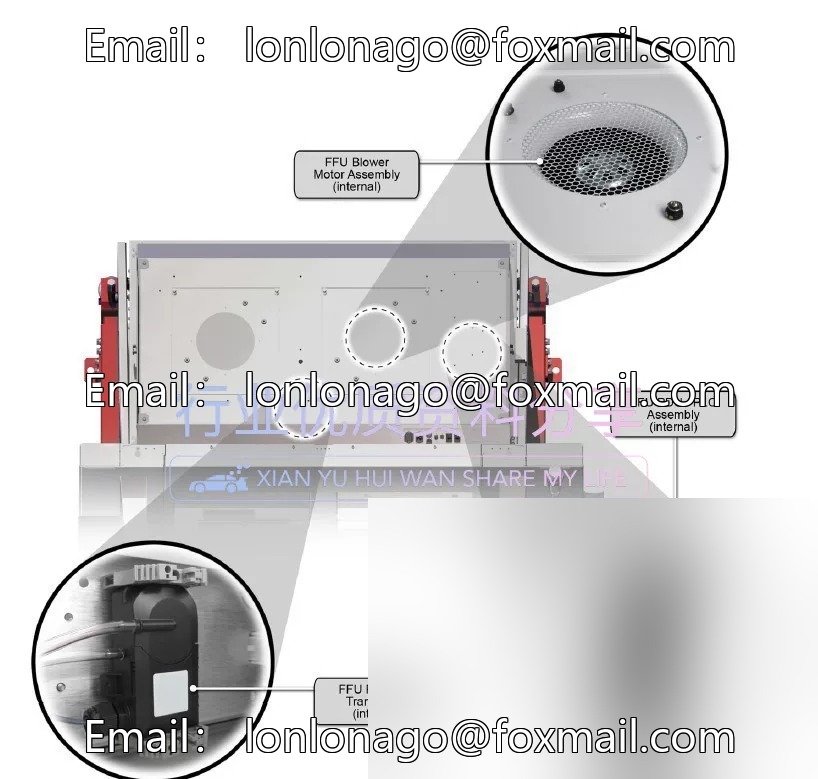 Email： lonlonago@foxmail.com
FFU Blower
Motor Assembly
(internal)
Email： lonlonago@foxmail.com
行业优质资料分享
Assembly
(internal)
XIAN YU HUI WAN SHARE MY LIFE
FFU
Email： lonlonago@foxmail.com